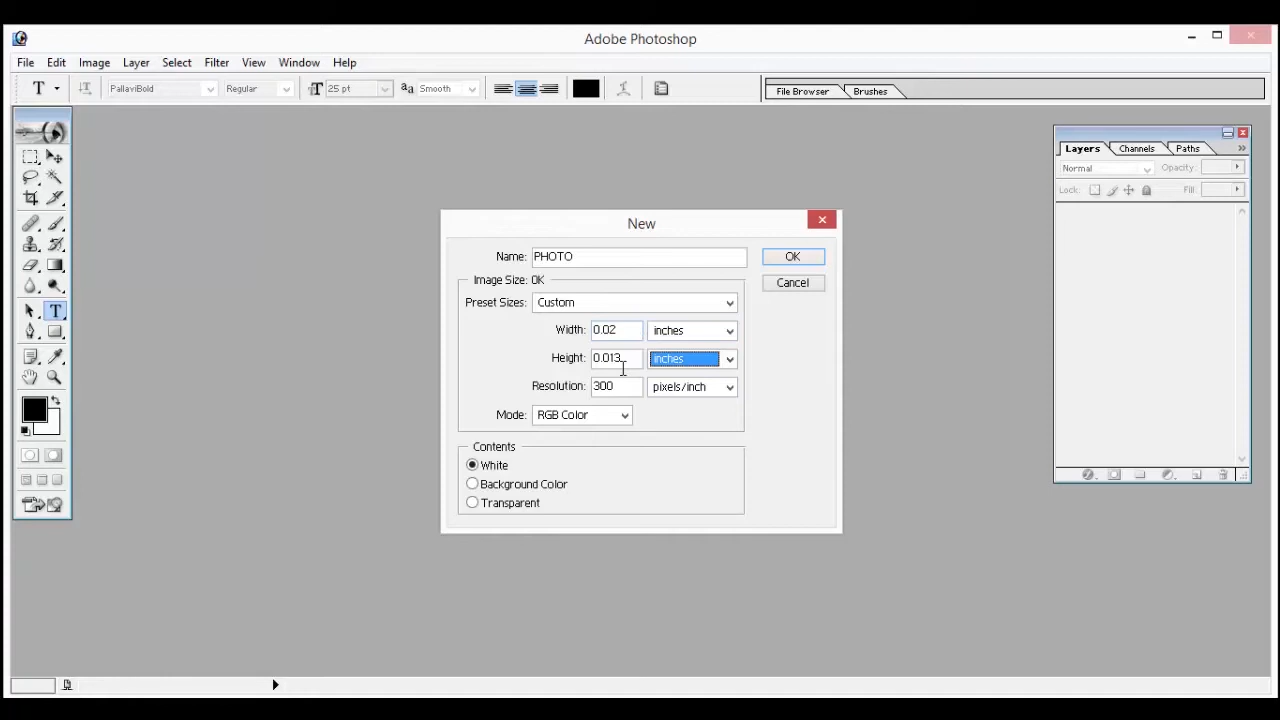 Adobe Photoshop
File Edit Image Layer Select Filter View Window Help
T PallaviBold Regular T 25 pt aa Smooth File Browser Brushes
Layers Channels Paths
Normal Opacity:
Lock: Fill:
New
Name: PHOTO OK
Image Size: 0K Cancel
Preset Sizes: Custom
Width: 0.02 inches
Height: 0.013 inches
Resolution: 300 pixels/inch
Mode: RGB Color
Contents
White
Background Color
Transparent